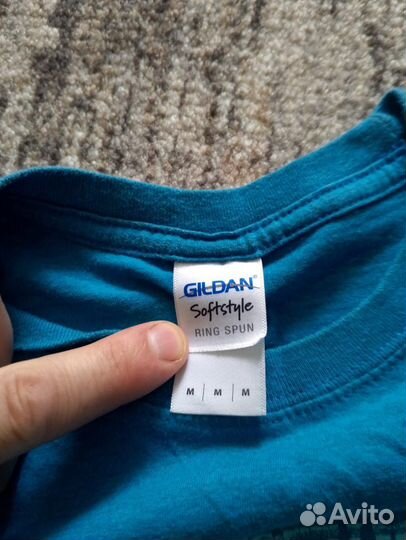 GILDAN®
Softstyle
RING SPUN
M | M | M
Avito